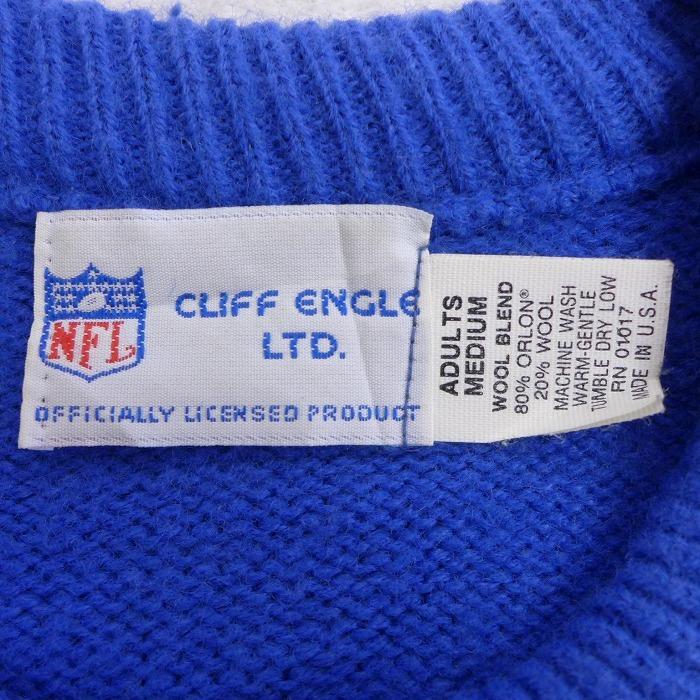 NFL
CLIFF ENGLE
LTD.
OFFICIALLY LICENSED PRODUCT
ADULTS
MEDIUM
WOOL BLEND
80% ORLON®
20% WOOL
MACHINE WASH
WARM-GENTLE
TUMBLE DRY LOW
RN 01017
MADE IN U.S.A.